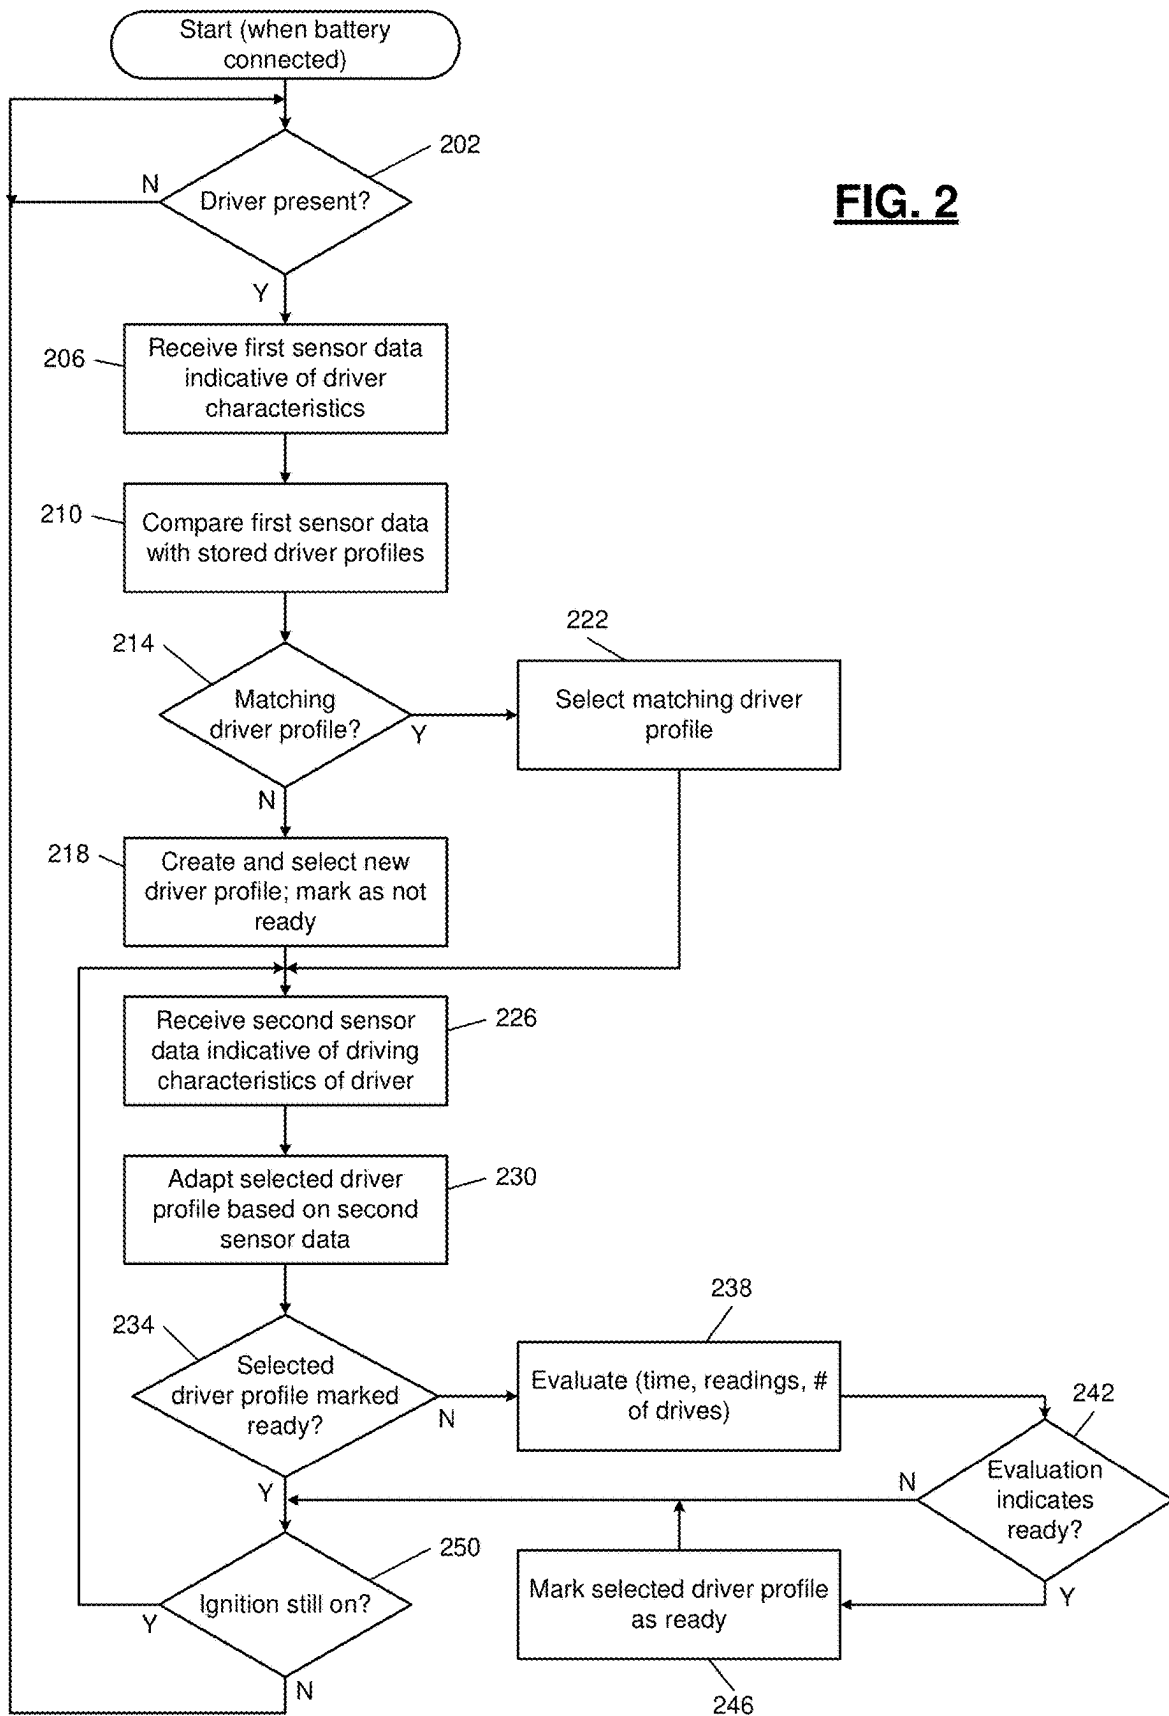 Start (when battery
connected)
202
N
Driver present?
FIG. 2
Y
206
Receive first sensor data
indicative of driver
characteristics
210
Compare first sensor data
with stored driver profiles
214
222
Matching
driver profile?
Y
Select matching driver
profile
N
218
Create and select new
driver profile; mark as not
ready
226
Receive second sensor
data indicative of driving
characteristics of driver
230
Adapt selected driver
profile based on second
sensor data
234
238
Selected
driver profile marked
ready?
N
Evaluate (time, readings, #
of drives)
242
Y
N
Evaluation
indicates
ready?
250
Ignition still on?
Y
Mark selected driver profile
as ready
Y
N
246